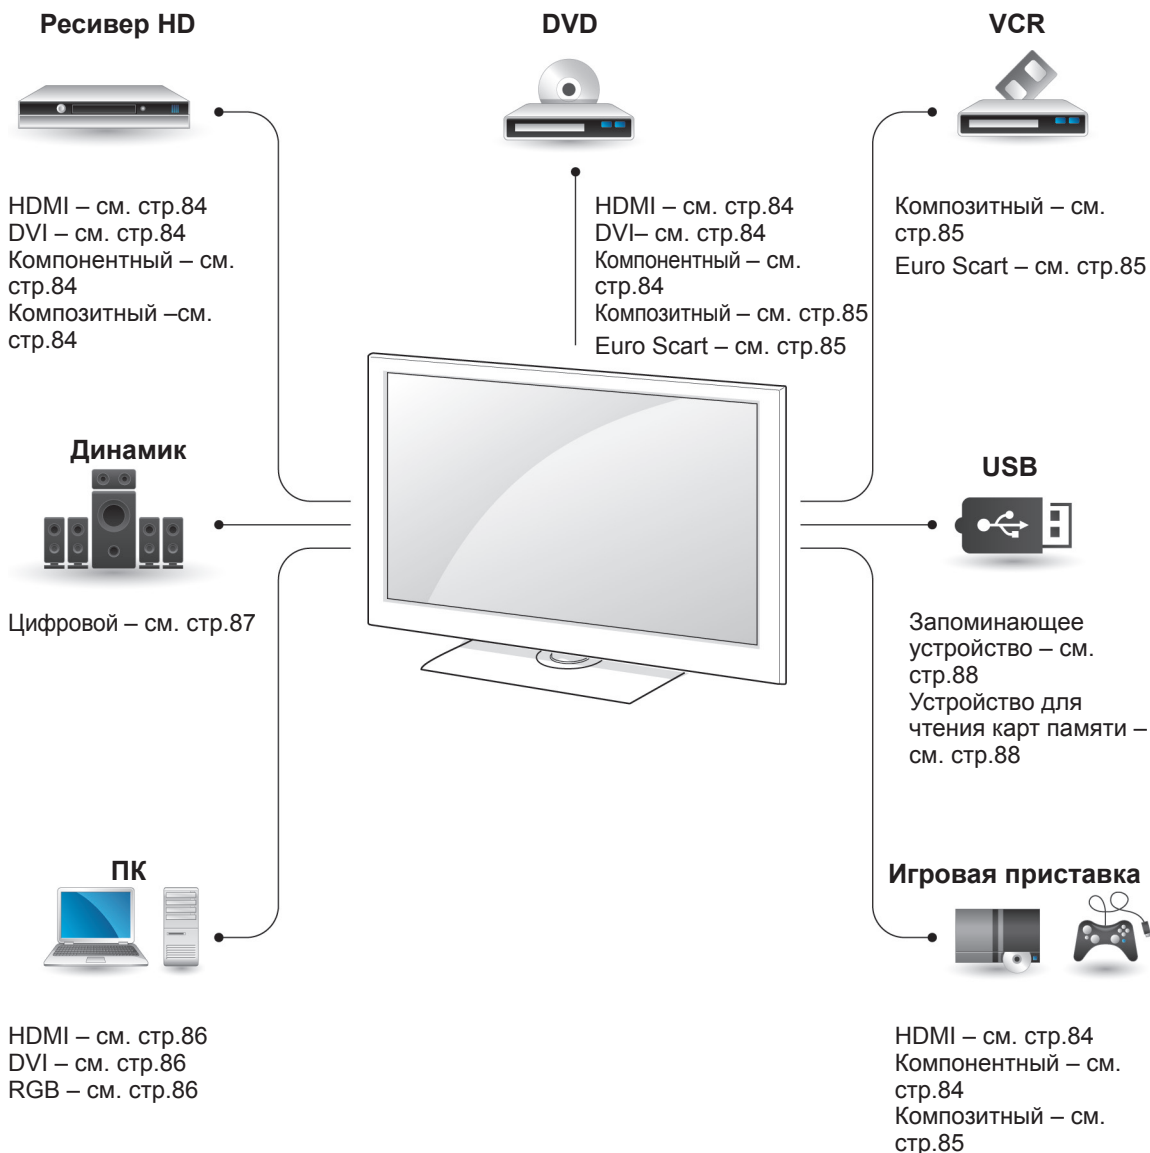 Ресивер HD
HDMI – см. стр.84
DVI – см. стр.84
Компонентный – см.
стр.84
Композитный –см.
стр.84
DVD
HDMI – см. стр.84
DVI– см. стр.84
Компонентный – см.
стр.84
Композитный – см. стр.85
Euro Scart – см. стр.85
VCR
Композитный – см.
стр.85
Euro Scart – см. стр.85
Динамик
Цифровой – см. стр.87
USB
Запоминающее
устройство – см.
стр.88
Устройство для
чтения карт памяти –
см. стр.88
ПК
HDMI – см. стр.86
DVI – см. стр.86
RGB – см. стр.86
Игровая приставка
HDMI – см. стр.84
Компонентный – см.
стр.84
Композитный – см.
стр.85